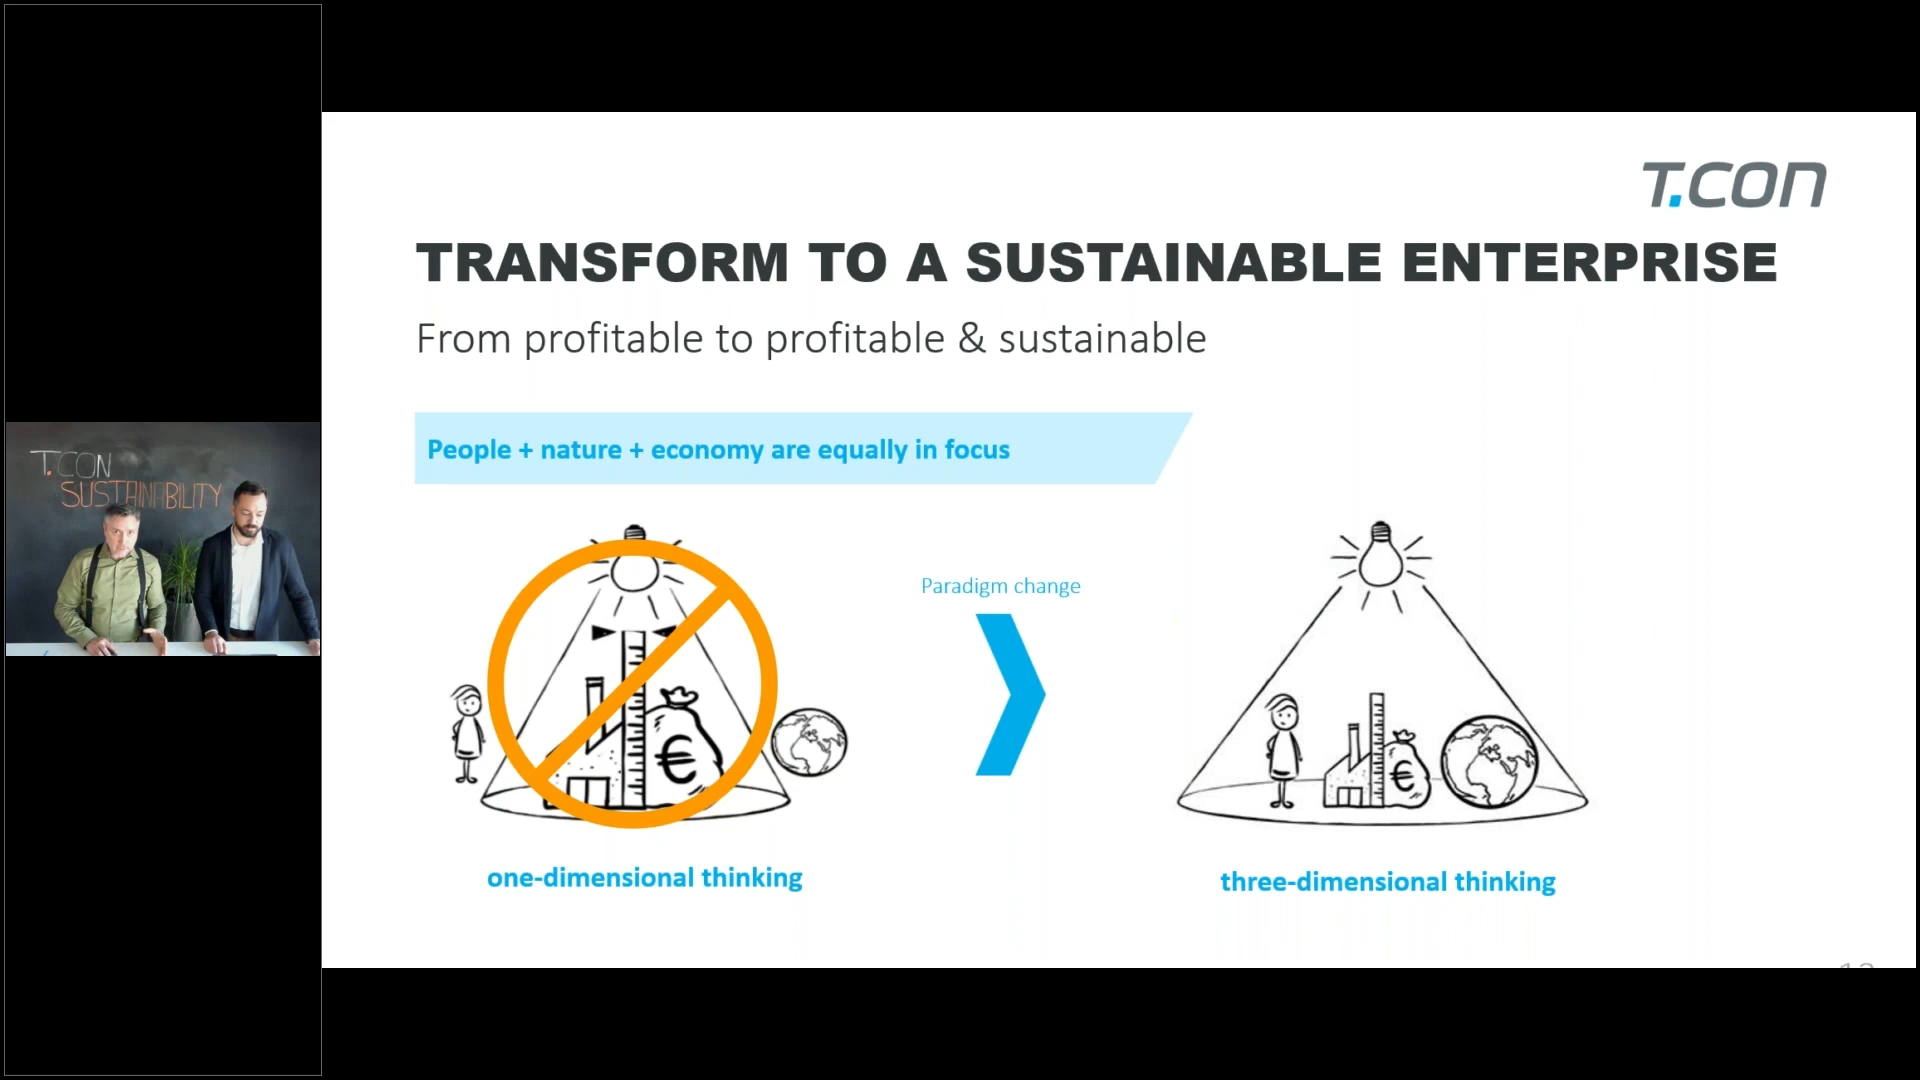 T.CON
SUSTAINABILITY
T.CON
TRANSFORM TO A SUSTAINABLE ENTERPRISE
From profitable to profitable & sustainable
People + nature + economy are equally in focus
Paradigm change
€
€
one-dimensional thinking
three-dimensional thinking